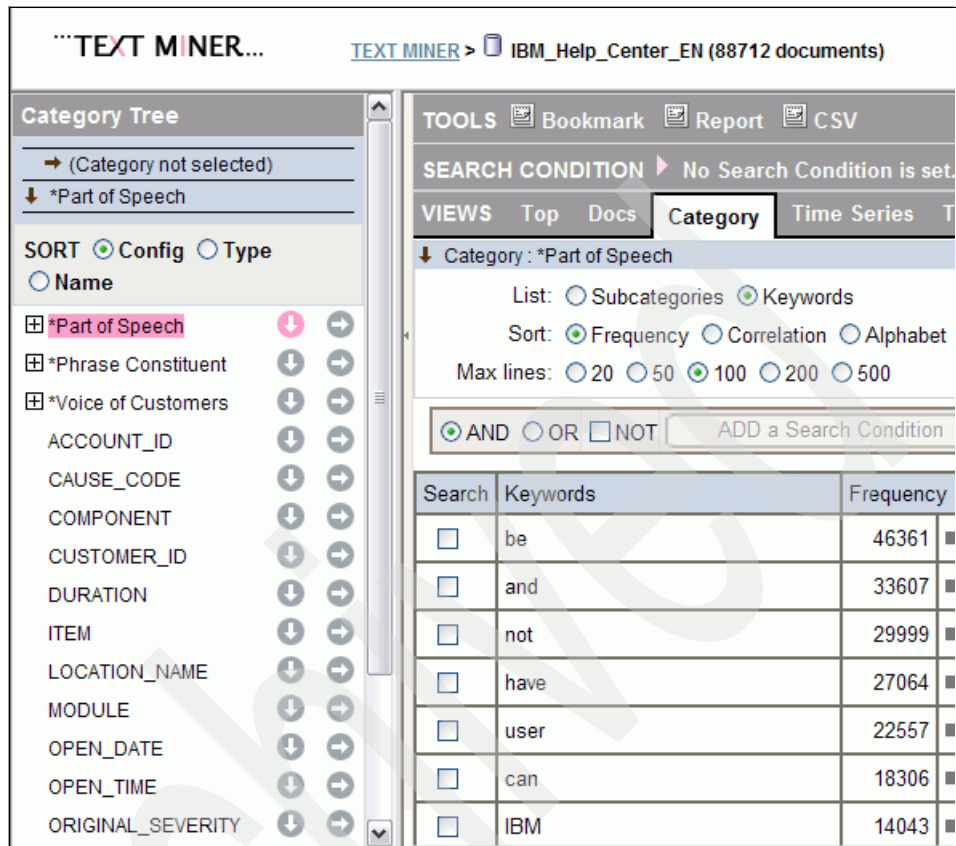 TEXT MINER...
TEXT MINER > IBM_Help_Center_EN (88712 documents)
Category Tree
(Category not selected)
*Part of Speech
SORT Config Type
Name
*Part of Speech
*Phrase Constituent
*Voice of Customers
ACCOUNT_ID
CAUSE_CODE
COMPONENT
CUSTOMER_ID
DURATION
ITEM
LOCATION_NAME
MODULE
OPEN_DATE
OPEN_TIME
ORIGINAL_SEVERITY
TOOLS Bookmark Report CSV
SEARCH CONDITION No Search Condition is set.
VIEWS Top Docs Category Time Series T
Category : *Part of Speech
List: Subcategories Keywords
Sort: Frequency Correlation Alphabet
Max lines: 20 50 100 200 500
AND OR NOT ADD a Search Condition
Search Keywords Frequency
be 46361
and 33607
not 29999
have 27064
user 22557
can 18306
IBM 14043